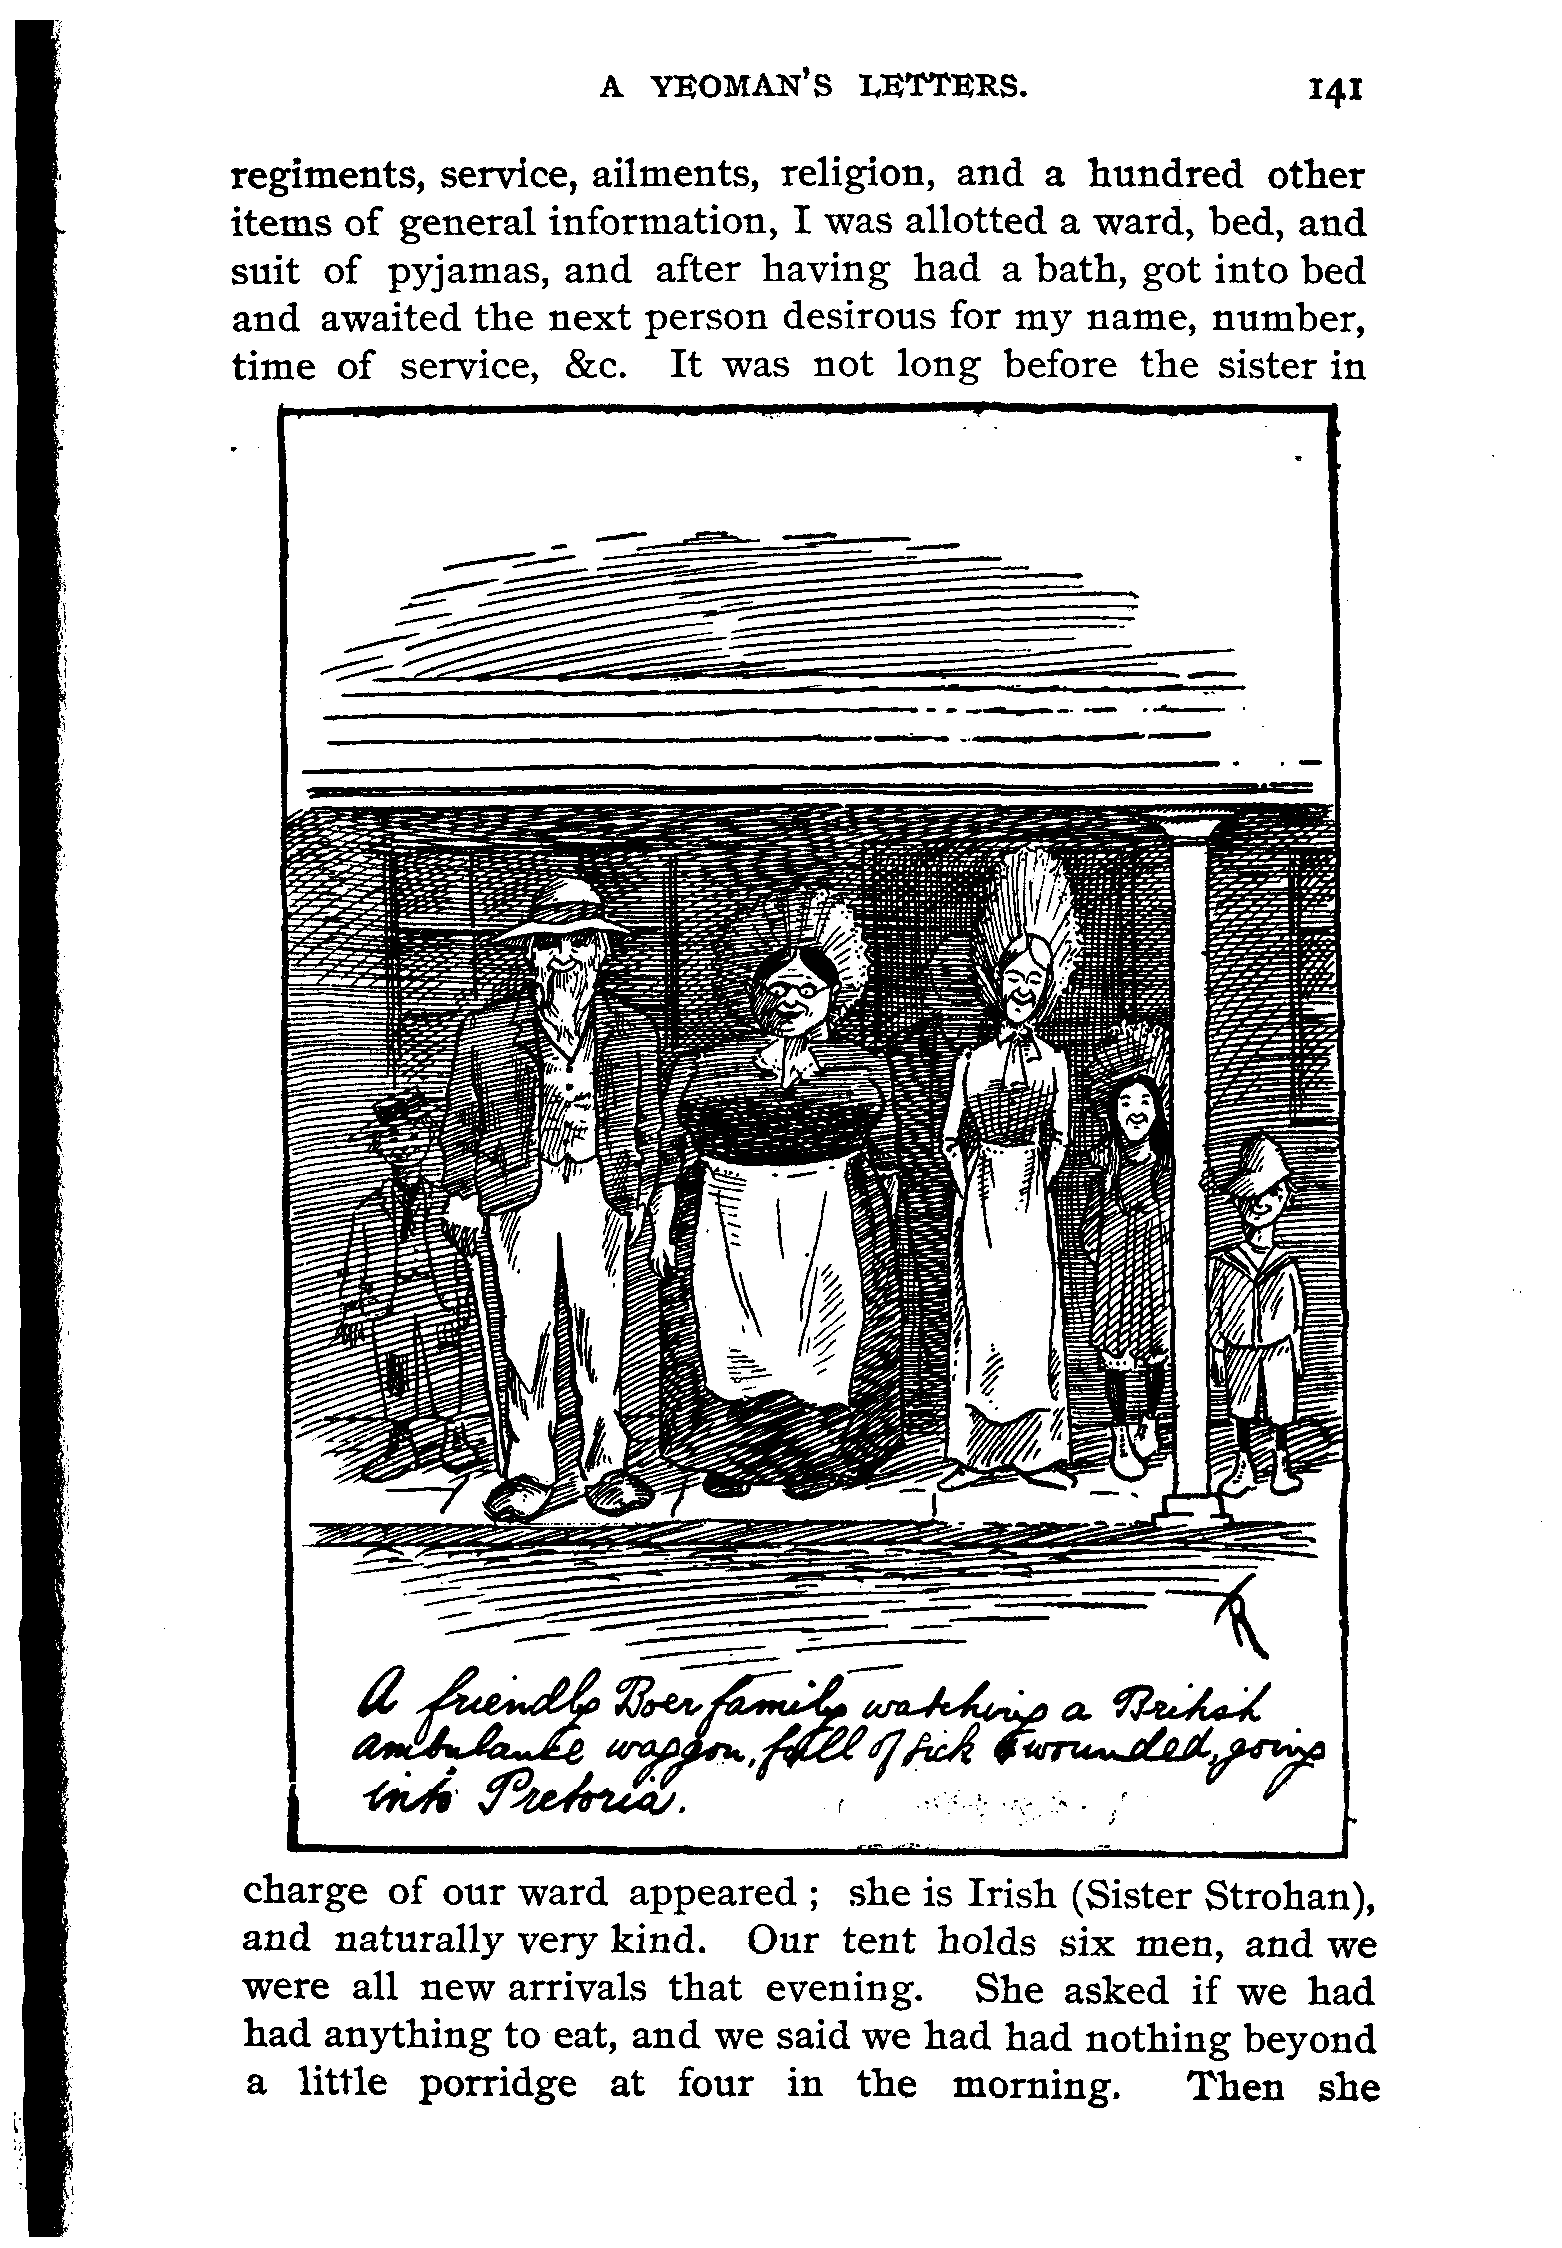 A YEOMAN'S LETTERS. 141
regiments, service, ailments, religion, and a hundred other
items of general information, I was allotted a ward, bed, and
suit of pyjamas, and after having had a bath, got into bed
and awaited the next person desirous for my name, number,
time of service, &c. It was not long before the sister in
R
A friendly Boer family watching a British
ambulance waggon, full of sick & wounded, going
into Pretoria.
charge of our ward appeared ; she is Irish (Sister Strohan),
and naturally very kind. Our tent holds six men, and we
were all new arrivals that evening. She asked if we had
had anything to eat, and we said we had had nothing beyond
a little porridge at four in the morning. Then she